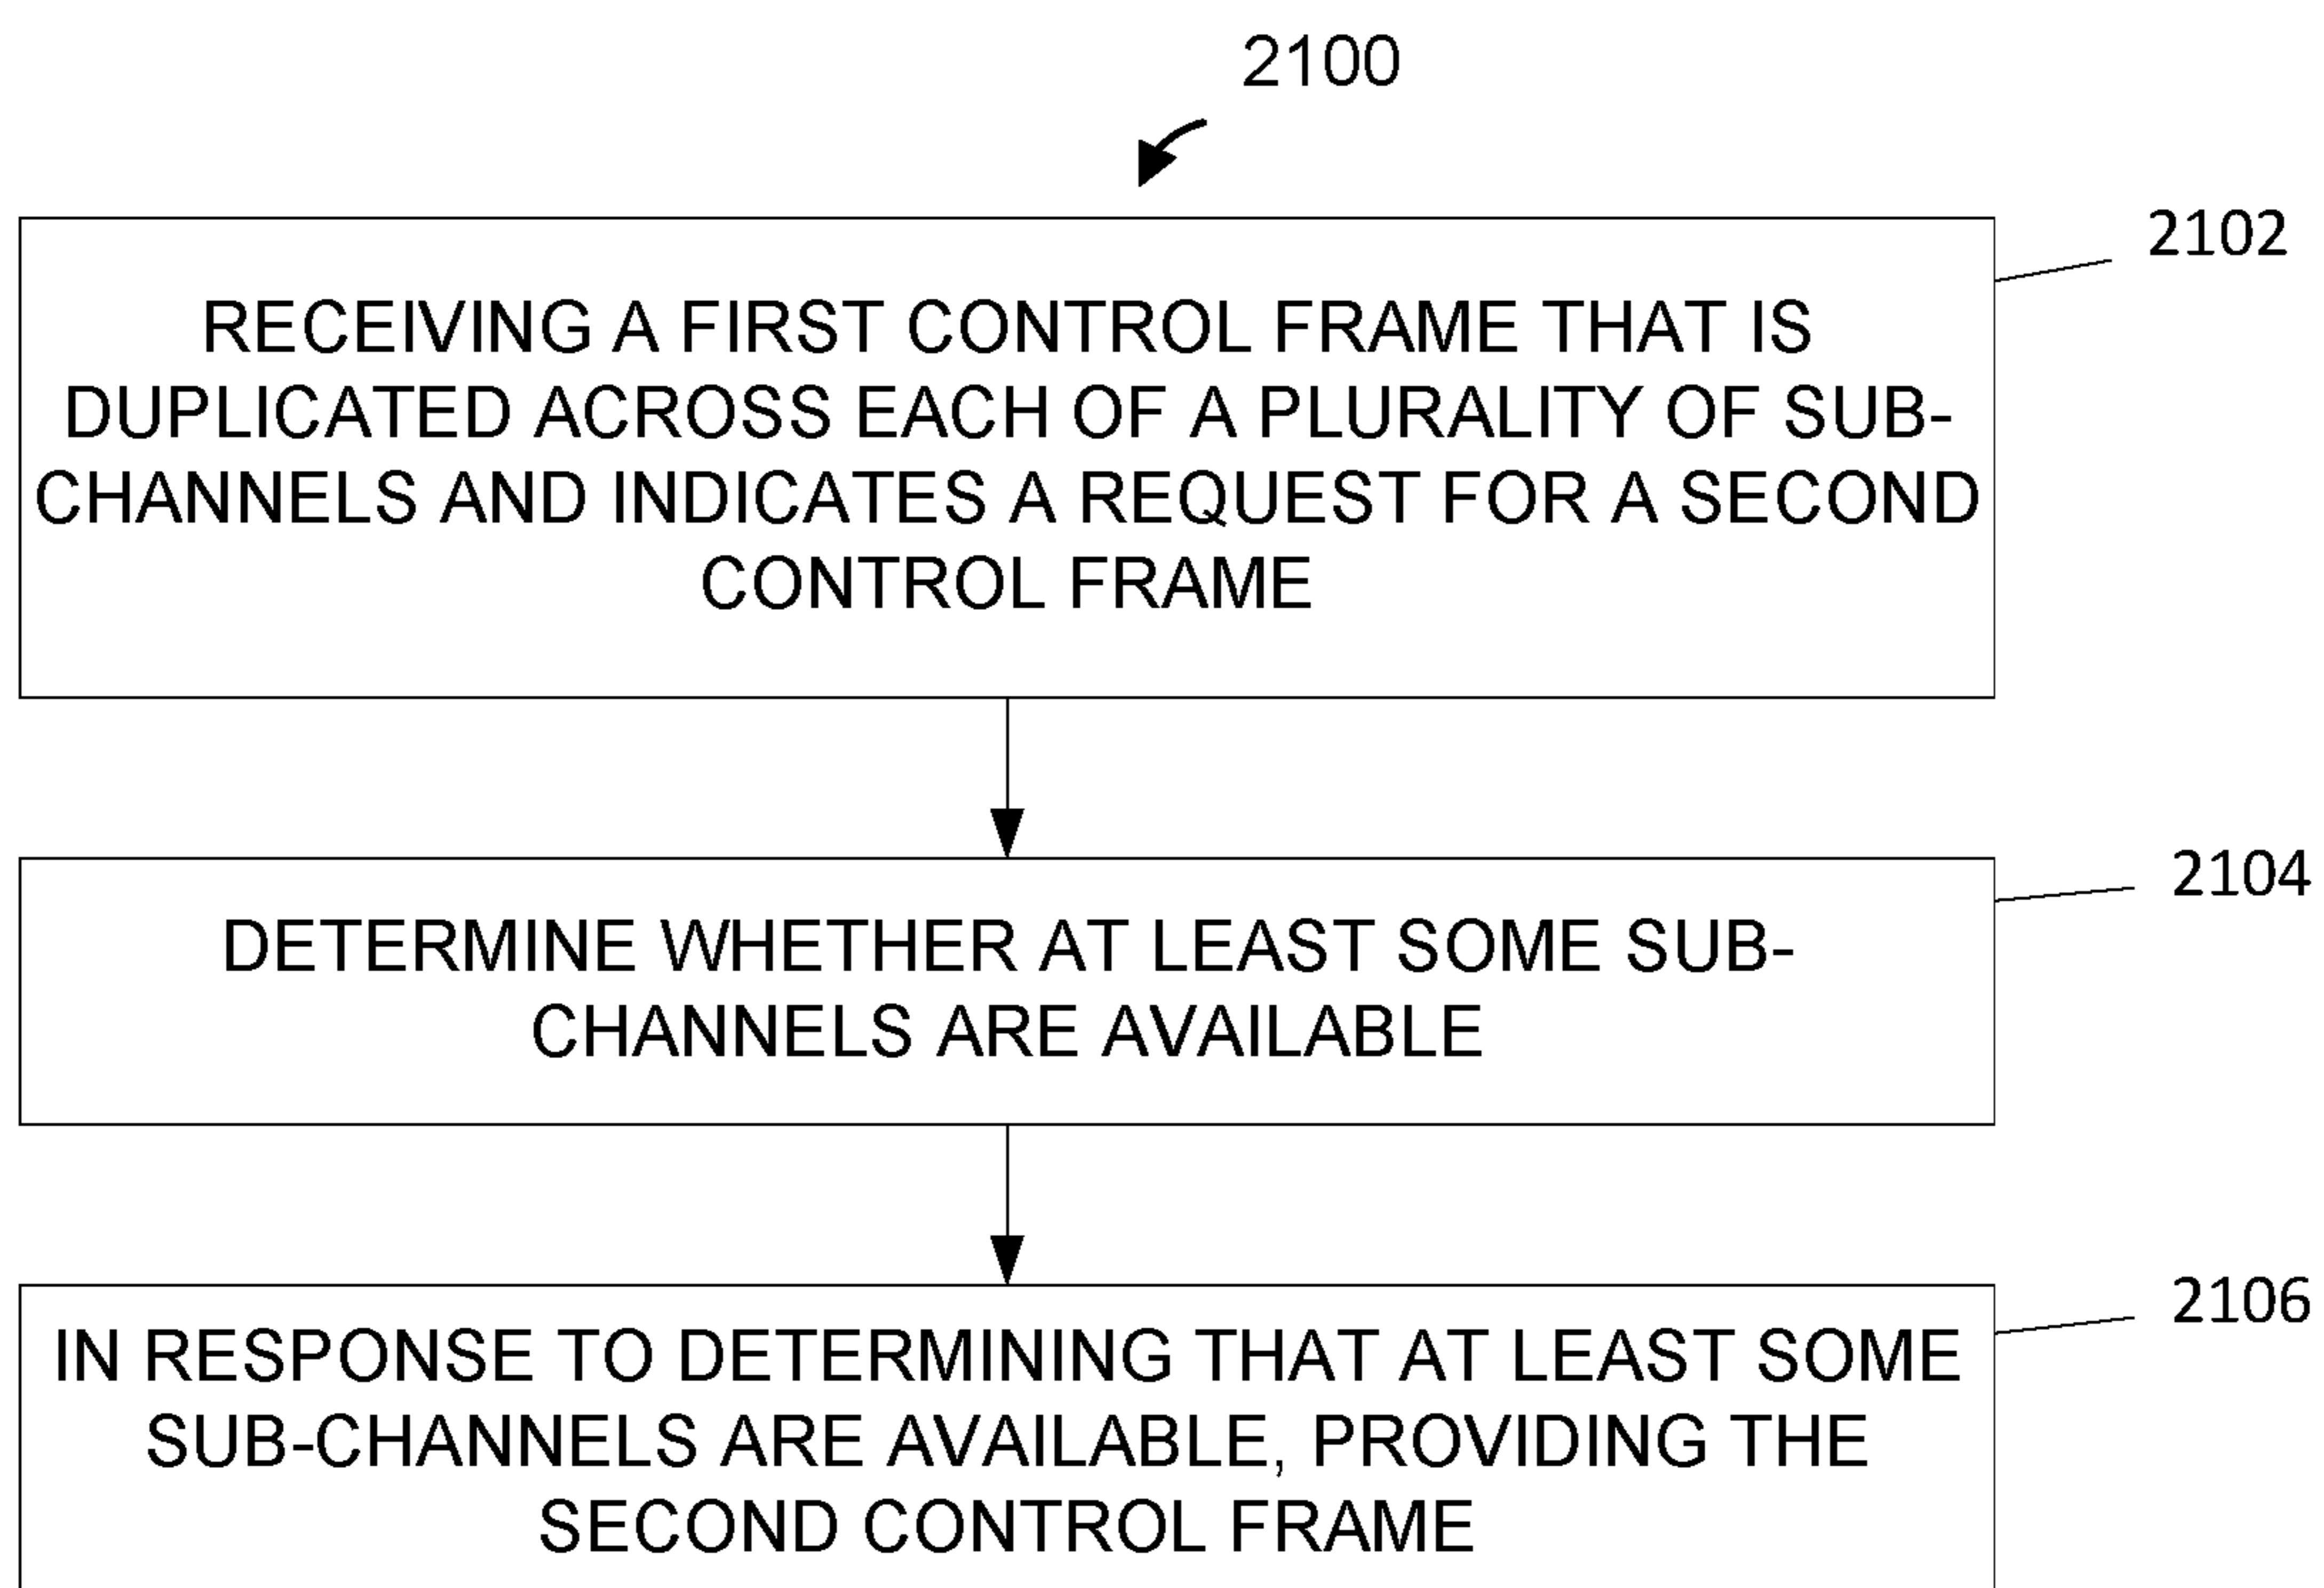 2100
2102
RECEIVING A FIRST CONTROL FRAME THAT IS
DUPLICATED ACROSS EACH OF A PLURALITY OF SUB-
CHANNELS AND INDICATES A REQUEST FOR A SECOND
CONTROL FRAME
2104
DETERMINE WHETHER AT LEAST SOME SUB-
CHANNELS ARE AVAILABLE
2106
IN RESPONSE TO DETERMINING THAT AT LEAST SOME
SUB-CHANNELS ARE AVAILABLE, PROVIDING THE
SECOND CONTROL FRAME